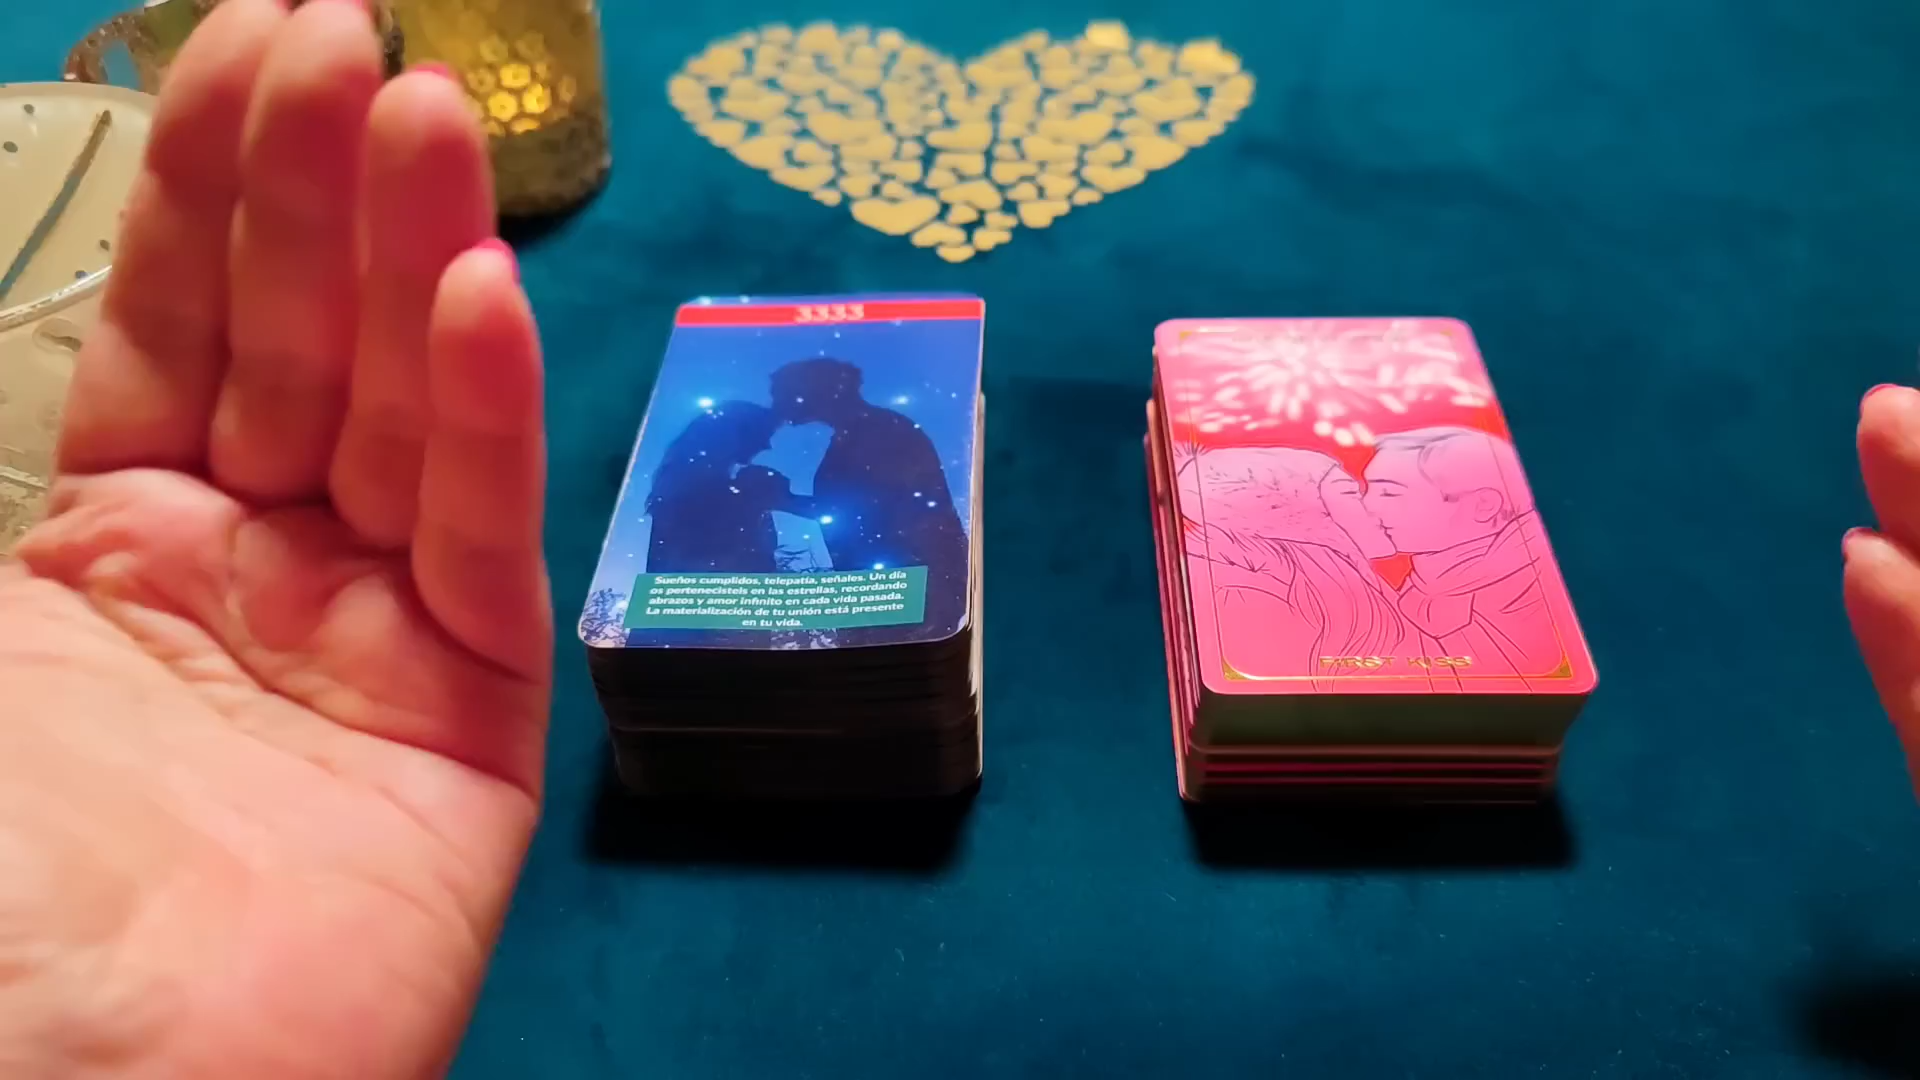 3333
Sueños cumplidos, telepatía, señales. Un día
os pertenecisteis en las estrellas, recordando
abrazos y amor infinito en cada vida pasada.
La materialización de tu unión está presente
en tu vida.
FIRST KISS